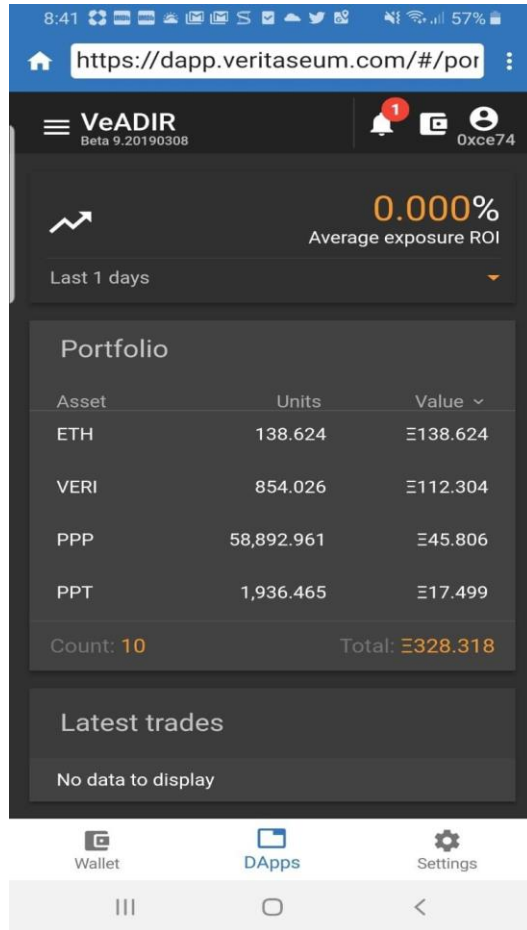 8:41 57%
https://dapp.veritaseum.com/#/por
VeADIR 1
Beta 9.20190308 0xce74
0.000%
Average exposure ROI
Last 1 days
Portfolio
Asset Units Value
ETH 138.624 Ξ138.624
VERI 854.026 Ξ112.304
PPP 58,892.961 Ξ45.806
PPT 1,936.465 Ξ17.499
Count: 10 Total: Ξ328.318
Latest trades
No data to display
Wallet DApps Settings